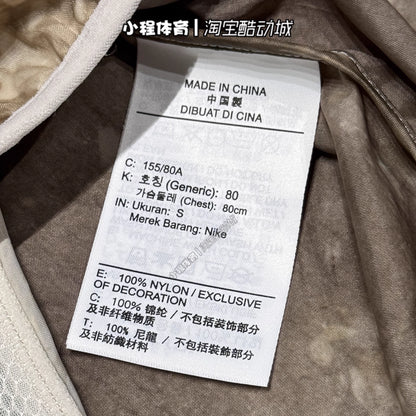 小程体育 | 淘宝酷动城
MADE IN CHINA
中国製
DIBUAT DI CINA
C: 155/80A
K: 호칭 (Generic): 80
가슴둘레 (Chest): 80cm
IN: Ukuran: S
Merek Barang: Nike
E: 100% NYLON / EXCLUSIVE
OF DECORATION
C: 100% 锦纶 / 不包括装饰部分
及非纤维物质
T: 100% 尼龍 / 不包括裝飾部分
及非紡織材料